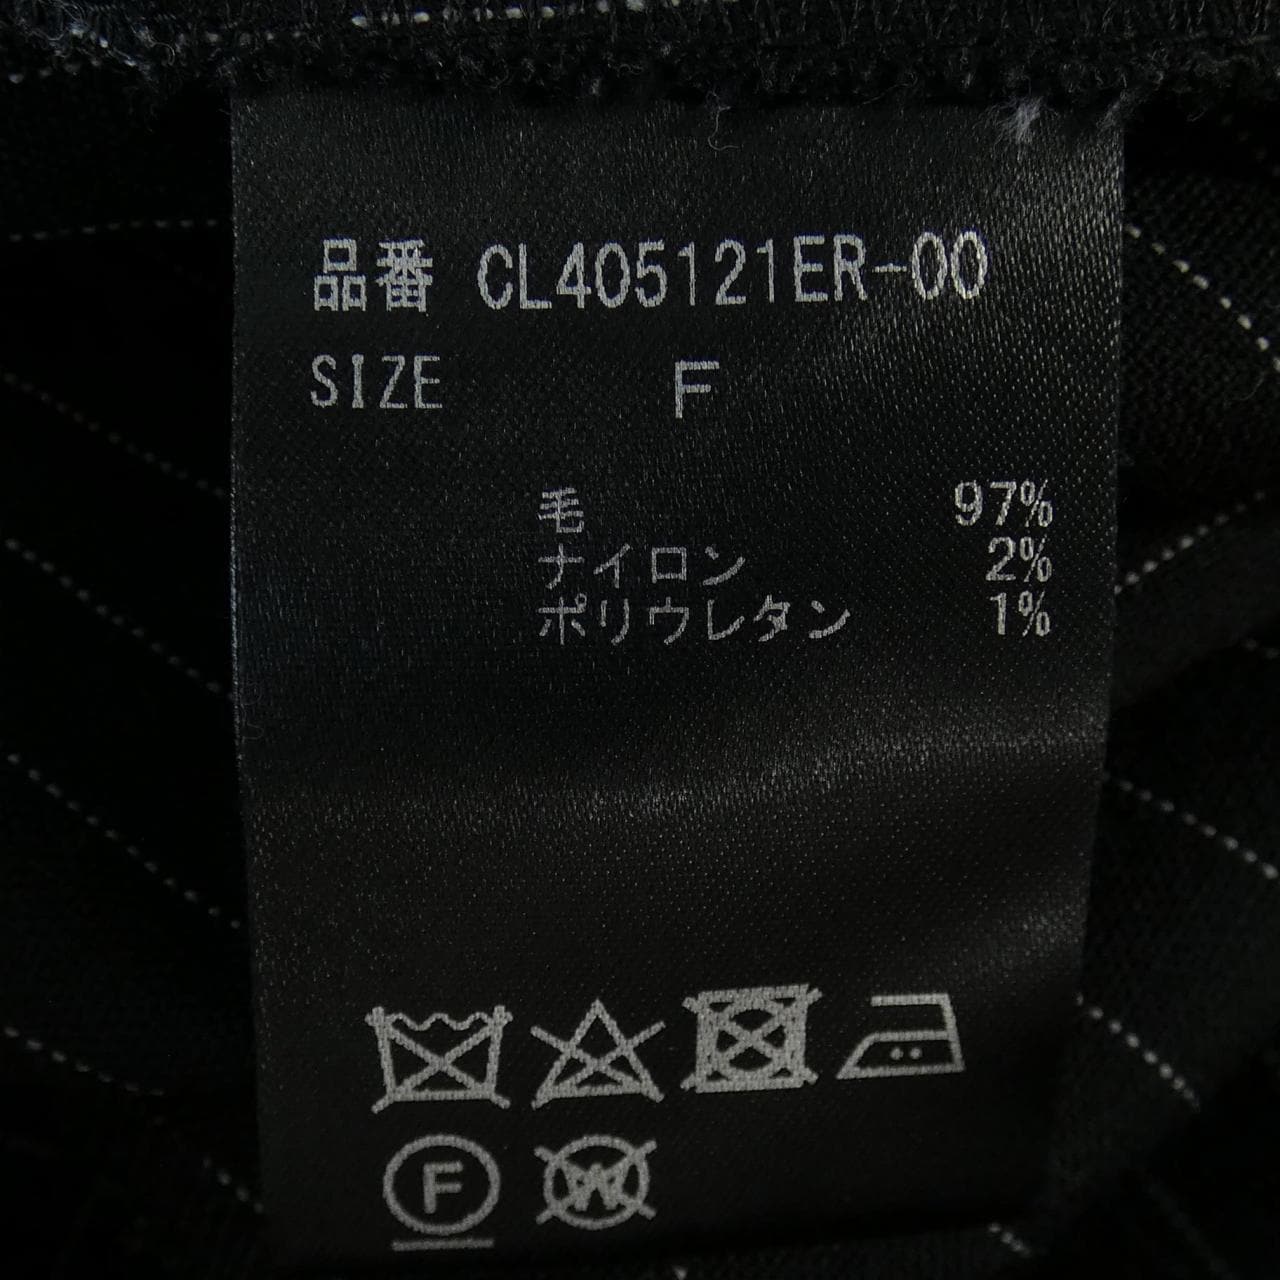 品番 CL405121ER-00
SIZE F
毛 97%
ナイロン 2%
ポリウレタン 1%
F W